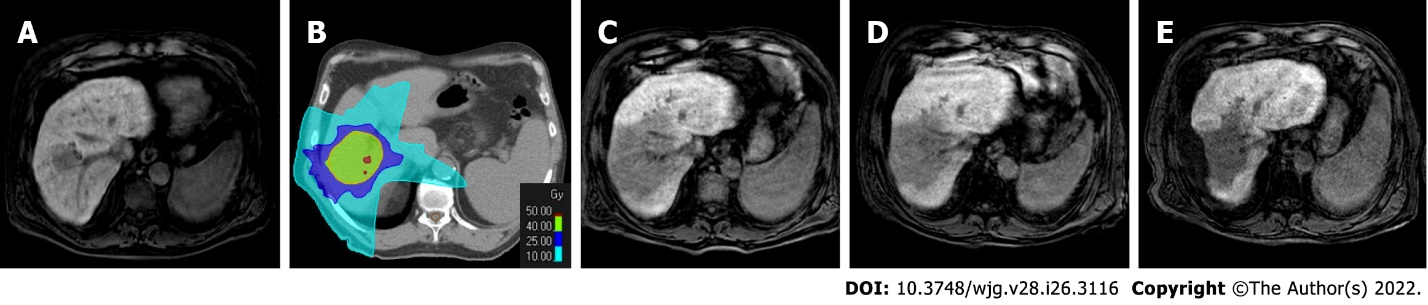 A B C D E
Gy
50.00
40.00
25.00
10.00
DOI: 10.3748/wjg.v28.i26.3116 Copyright ©The Author(s) 2022.